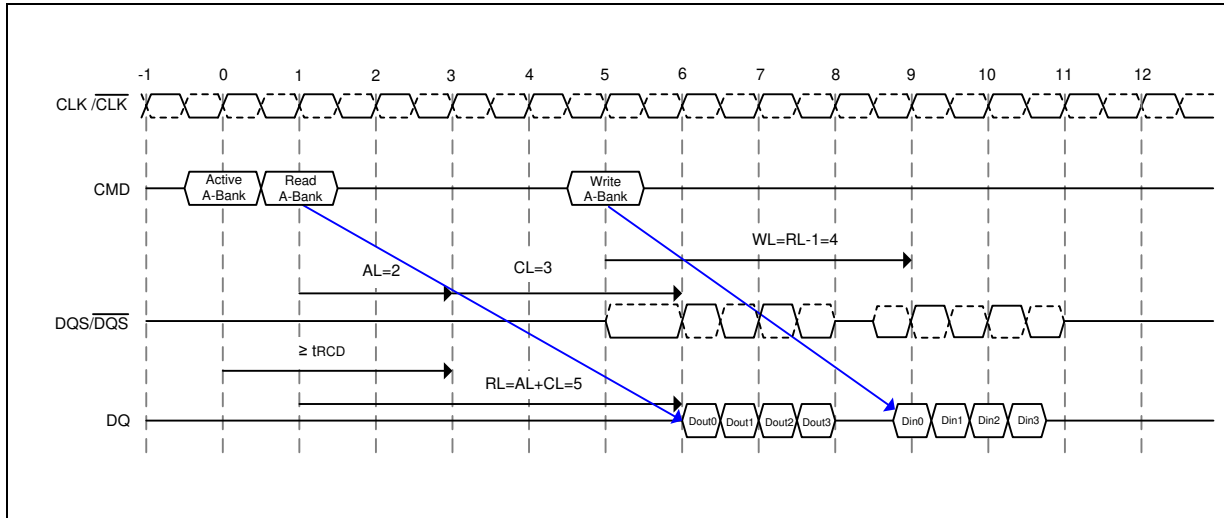 -1 0 1 2 3 4 5 6 7 8 9 10 11 12
CLK /CLK
CMD
Active
A-Bank
Read
A-Bank
Write
A-Bank
WL=RL-1=4
AL=2
CL=3
DQS/DQS
≥ tRCD
RL=AL+CL=5
DQ
Dout0 Dout1 Dout2 Dout3 Din0 Din1 Din2 Din3